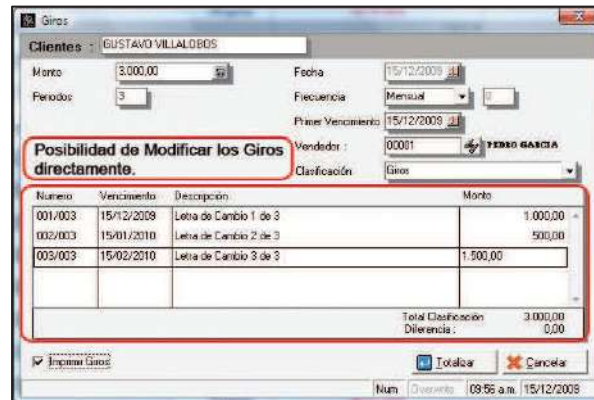 Giros
Clientes : GUSTAVO VILLALOBOS
Monto 3.000,00 Fecha 15/12/2009
Periodos 3 Frecuencia Mensual 0
Primer Vencimiento 15/12/2009
Posibilidad de Modificar los Giros directamente.
Vendedor : 00001 PEDRO GARCIA
Clasificación Giros
Numero Vencimento Descripción Monto
001/003 15/12/2009 Letra de Cambio 1 de 3 1.000,00
002/003 15/01/2010 Letra de Cambio 2 de 3 500,00
003/003 15/02/2010 Letra de Cambio 3 de 3 1.500,00
Total Clasificación 3.000,00
Diferencia : 0,00
Imprimir Giros Totalizar Cancelar
Num Overwrite 09:56 a.m. 15/12/2009